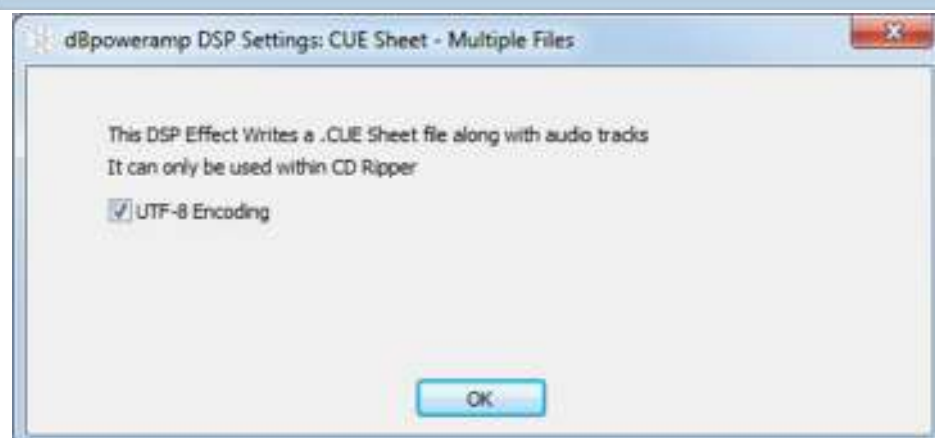 dBpoweramp DSP Settings: CUE Sheet - Multiple Files
This DSP Effect Writes a .CUE Sheet file along with audio tracks
It can only be used within CD Ripper
UTF-8 Encoding
OK